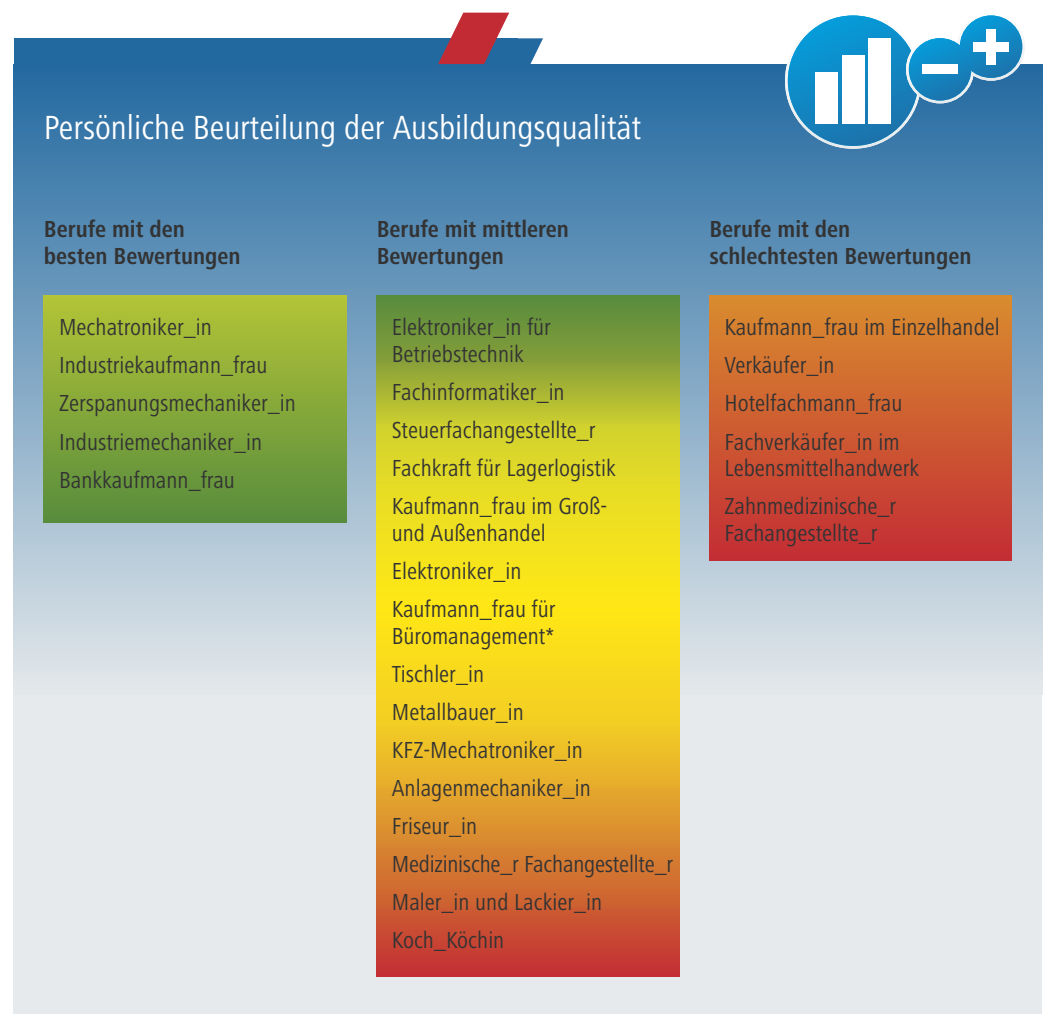 Persönliche Beurteilung der Ausbildungsqualität
Berufe mit den
besten Bewertungen
Mechatroniker_in
Industriekaufmann_frau
Zerspanungsmechaniker_in
Industriemechaniker_in
Bankkaufmann_frau
Berufe mit mittleren
Bewertungen
Elektroniker_in für
Betriebstechnik
Fachinformatiker_in
Steuerfachangestellte_r
Fachkraft für Lagerlogistik
Kaufmann_frau im Groß-
und Außenhandel
Elektroniker_in
Kaufmann_frau für
Büromanagement*
Tischler_in
Metallbauer_in
KFZ-Mechatroniker_in
Anlagenmechaniker_in
Friseur_in
Medizinische_r Fachangestellte_r
Maler_in und Lackier_in
Koch_Köchin
Berufe mit den
schlechtesten Bewertungen
Kaufmann_frau im Einzelhandel
Verkäufer_in
Hotelfachmann_frau
Fachverkäufer_in im
Lebensmittelhandwerk
Zahnmedizinische_r
Fachangestellte_r